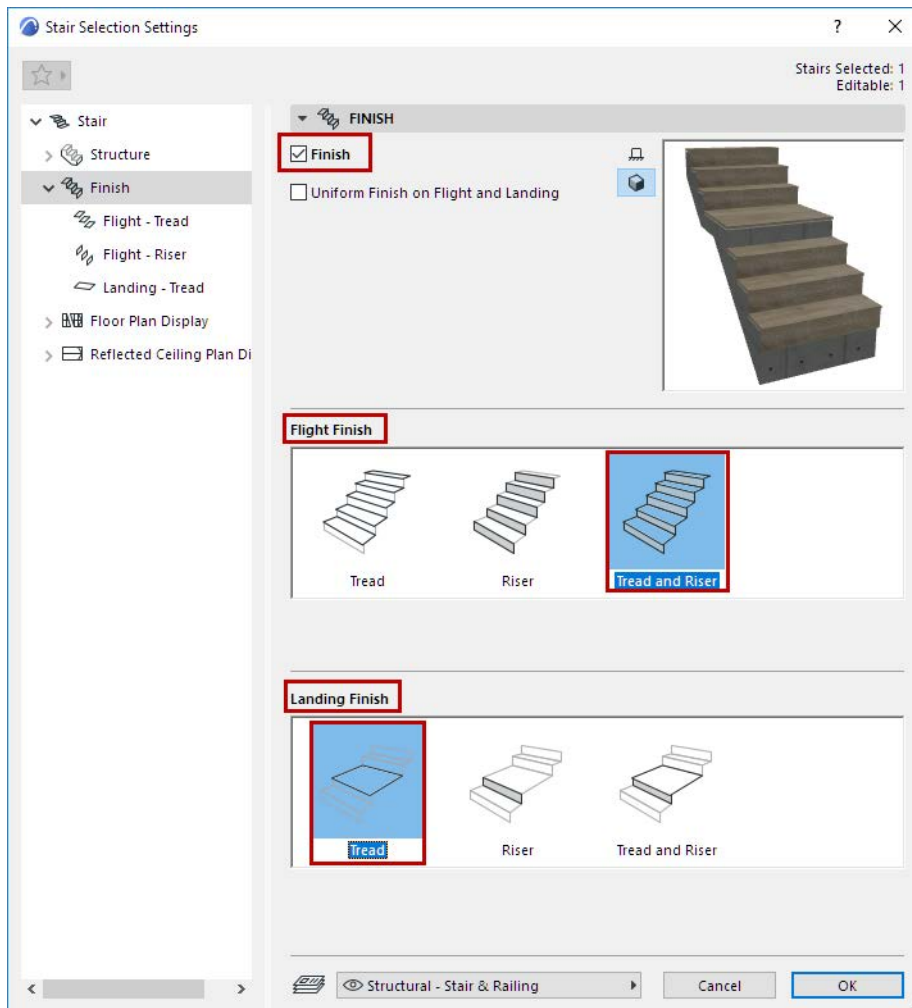 Stair Selection Settings
?
Stairs Selected: 1
Editable: 1
Stair
Structure
Finish
Flight - Tread
Flight - Riser
Landing - Tread
Floor Plan Display
Reflected Ceiling Plan Di
FINISH
Finish
Uniform Finish on Flight and Landing
Flight Finish
Tread
Riser
Tread and Riser
Landing Finish
Tread
Riser
Tread and Riser
Structural - Stair & Railing
Cancel
OK